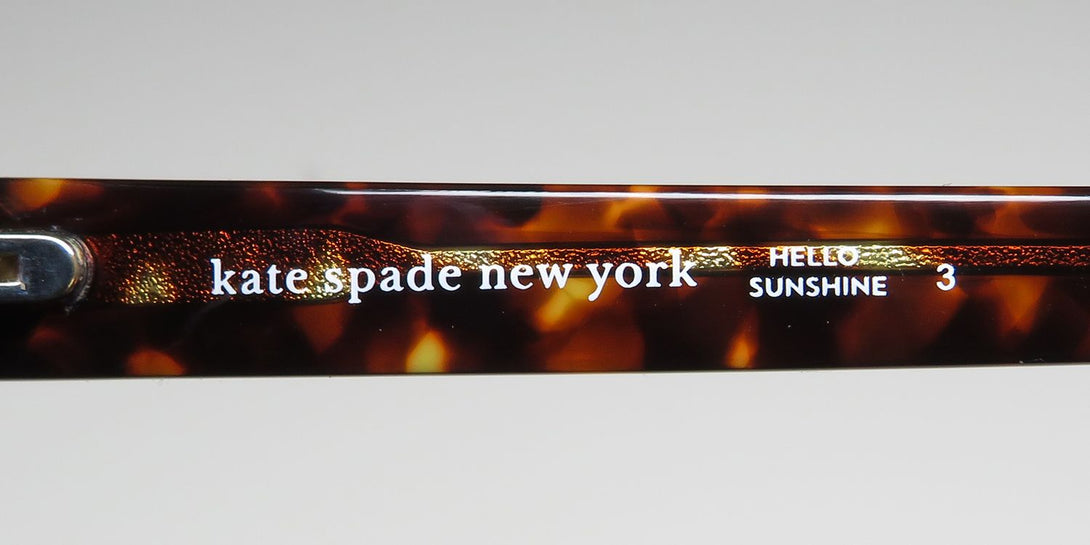 kate spade new york
HELLO
SUNSHINE
3